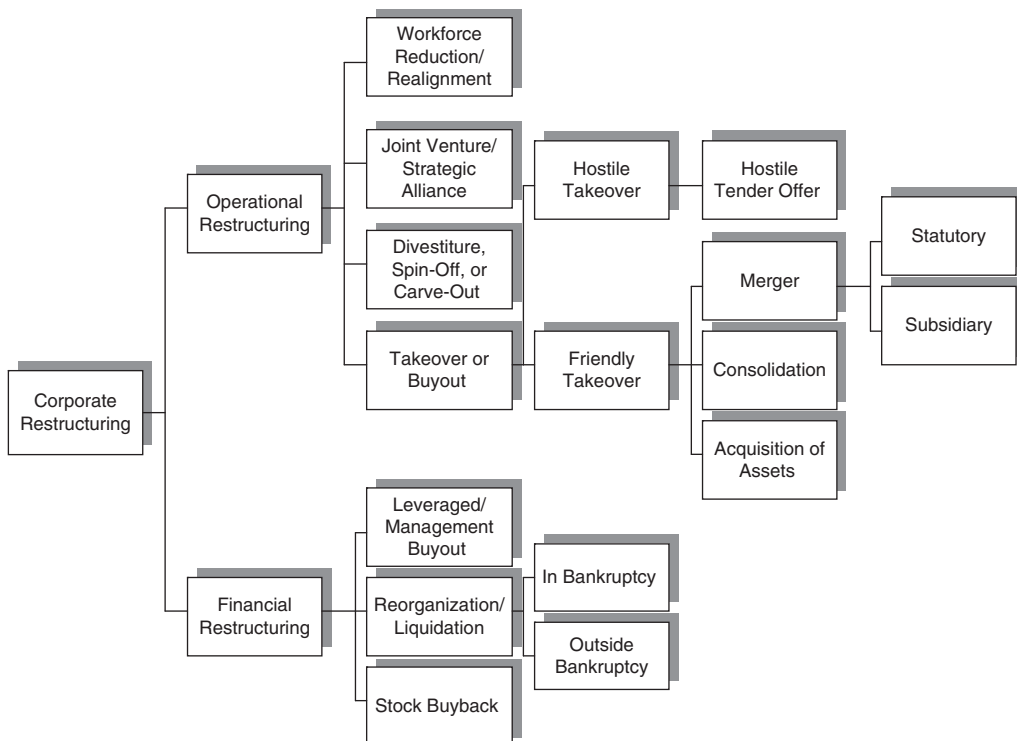 Corporate
Restructuring
Operational
Restructuring
Workforce
Reduction/
Realignment
Joint Venture/
Strategic
Alliance
Divestiture,
Spin-Off, or
Carve-Out
Takeover or
Buyout
Hostile
Takeover
Hostile
Tender Offer
Friendly
Takeover
Merger
Statutory
Subsidiary
Consolidation
Acquisition of
Assets
Financial
Restructuring
Leveraged/
Management
Buyout
Reorganization/
Liquidation
In Bankruptcy
Outside
Bankruptcy
Stock Buyback